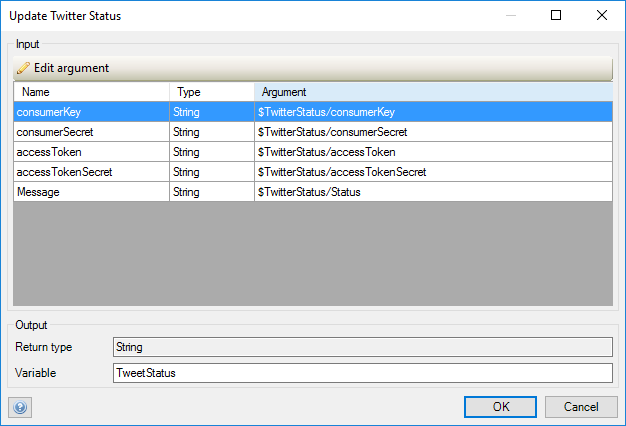 Update Twitter Status
Input
Edit argument
Name Type Argument
consumerKey String $TwitterStatus/consumerKey
consumerSecret String $TwitterStatus/consumerSecret
accessToken String $TwitterStatus/accessToken
accessTokenSecret String $TwitterStatus/accessTokenSecret
Message String $TwitterStatus/Status
Output
Return type String
Variable TweetStatus
? OK Cancel